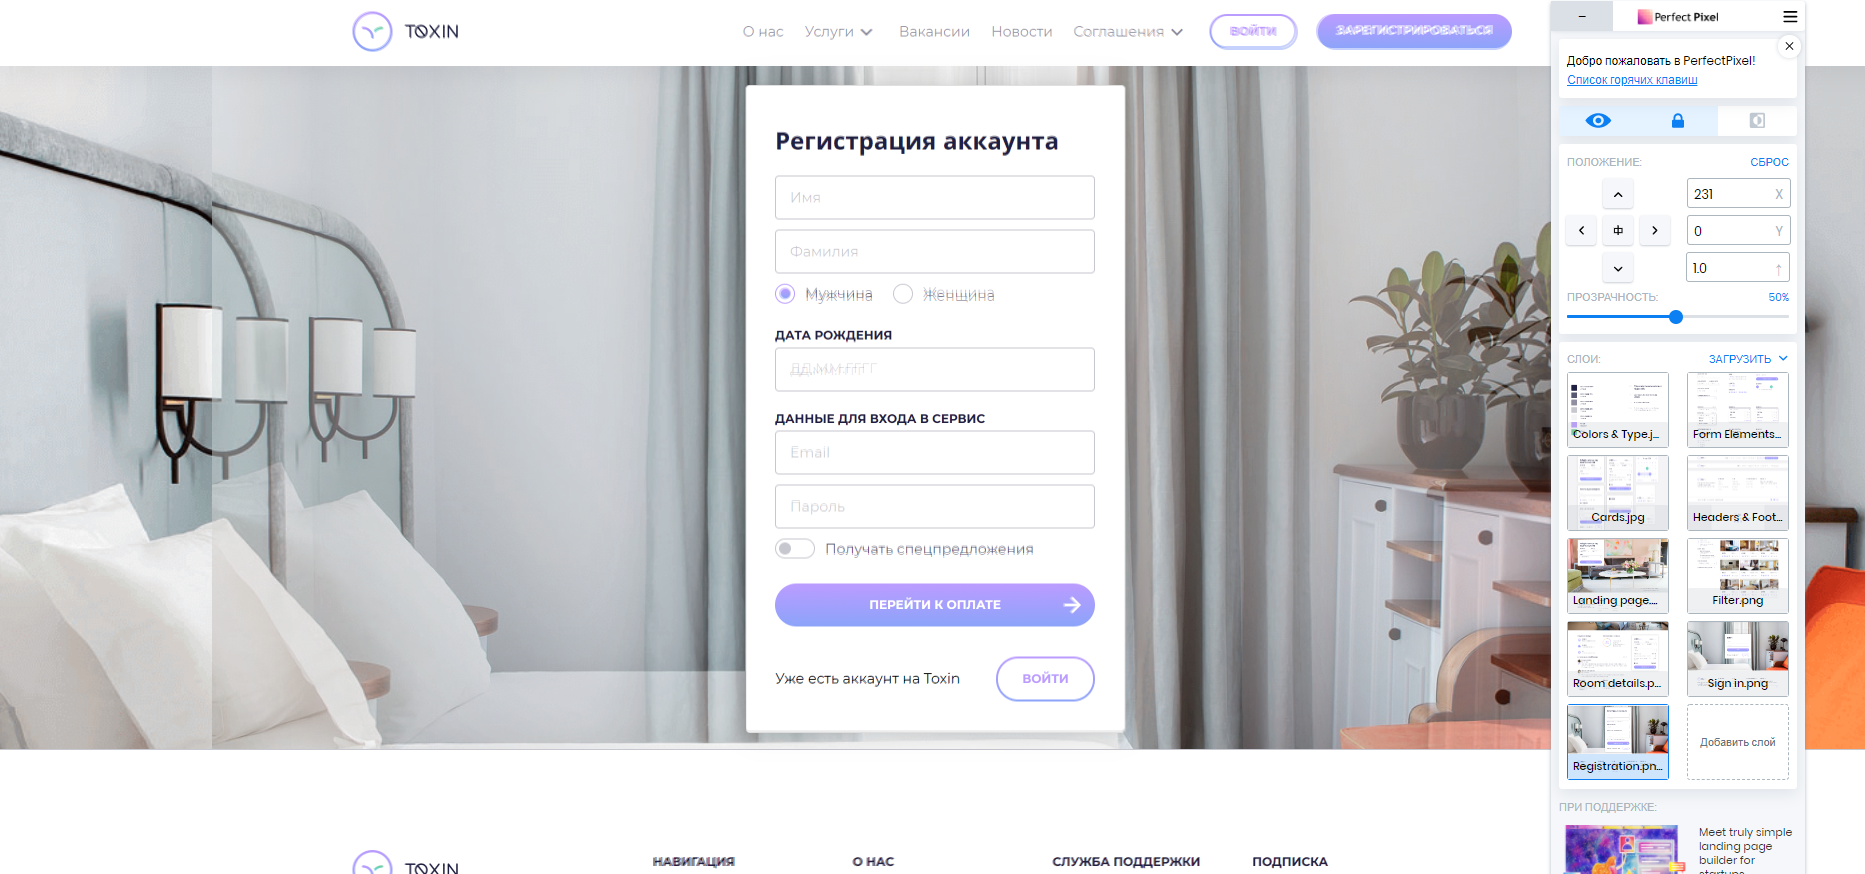 TOXIN
О нас
Услуги
Вакансии
Новости
Соглашения
ВОЙТИ
ЗАРЕГИСТРИРОВАТЬСЯ
Регистрация аккаунта
Имя
Фамилия
Мужчина
Женщина
ДАТА РОЖДЕНИЯ
ДД.ММ.ГГГГ
ДАННЫЕ ДЛЯ ВХОДА В СЕРВИС
Email
Пароль
Получать спецпредложения
ПЕРЕЙТИ К ОПЛАТЕ
Уже есть аккаунт на Toxin
ВОЙТИ
TOXIN
НАВИГАЦИЯ
О НАС
СЛУЖБА ПОДДЕРЖКИ
ПОДПИСКА
Perfect Pixel
Добро пожаловать в PerfectPixel!
Список горячих клавиш
ПОЛОЖЕНИЕ:
СБРОС
231 X
0 Y
1.0
ПРОЗРАЧНОСТЬ:
50%
СЛОИ:
ЗАГРУЗИТЬ
Colors & Type.j...
Form Elements...
Cards.jpg
Headers & Foot...
Landing page....
Filter.png
Room details.p...
Sign in.png
Registration.pn...
Добавить слой
ПРИ ПОДДЕРЖКЕ:
Meet truly simple
landing page
builder for
startups